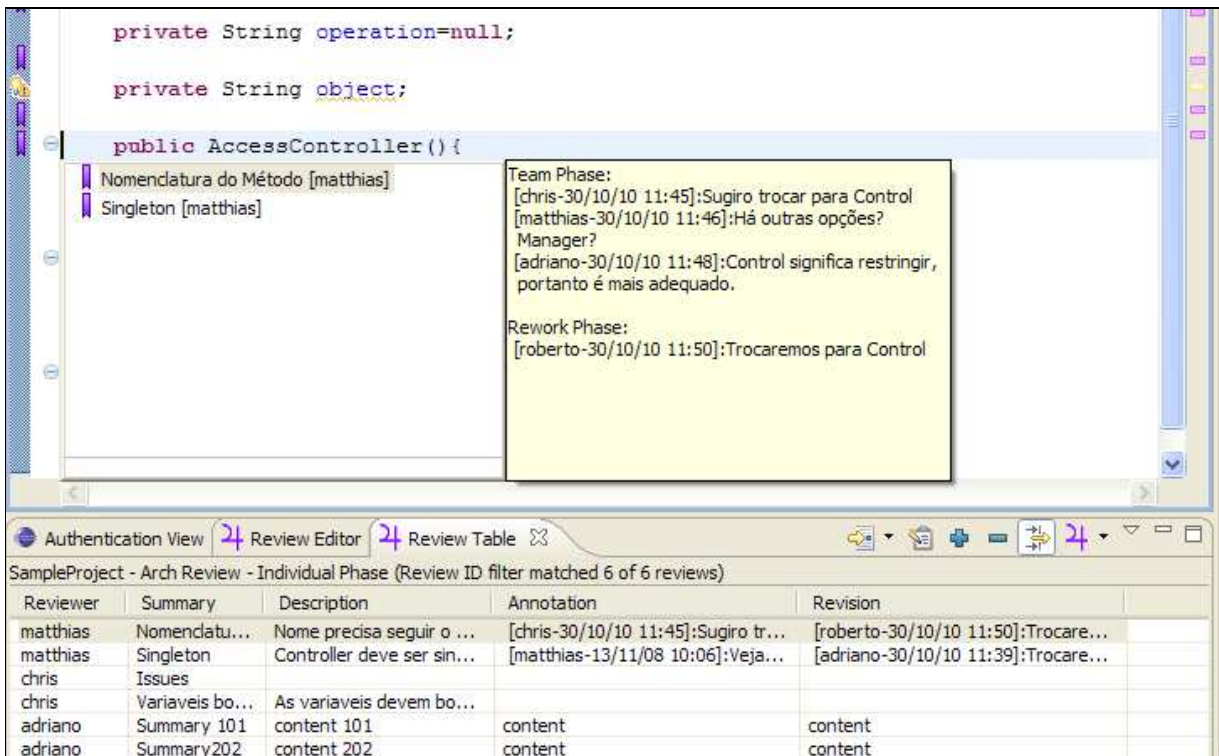 private String operation=null;
private String object;
public AccessController(){
Nomenclatura do Método [matthias]
Singleton [matthias]
Team Phase:
[chris-30/10/10 11:45]:Sugiro trocar para Control
[matthias-30/10/10 11:46]:Há outras opções?
Manager?
[adriano-30/10/10 11:48]:Control significa restringir,
portanto é mais adequado.
Rework Phase:
[roberto-30/10/10 11:50]:Trocaremos para Control
Authentication View Review Editor Review Table
SampleProject - Arch Review - Individual Phase (Review ID filter matched 6 of 6 reviews)
Reviewer Summary Description Annotation Revision
matthias Nomenclatu... Nome precisa seguir o ... [chris-30/10/10 11:45]:Sugiro tr... [roberto-30/10/10 11:50]:Trocare...
matthias Singleton Controller deve ser sin... [matthias-13/11/08 10:06]:Veja... [adriano-30/10/10 11:39]:Trocare...
chris Issues
chris Variaveis bo... As variaveis devem bo...
adriano Summary 101 content 101 content content
adriano Summary202 content 202 content content